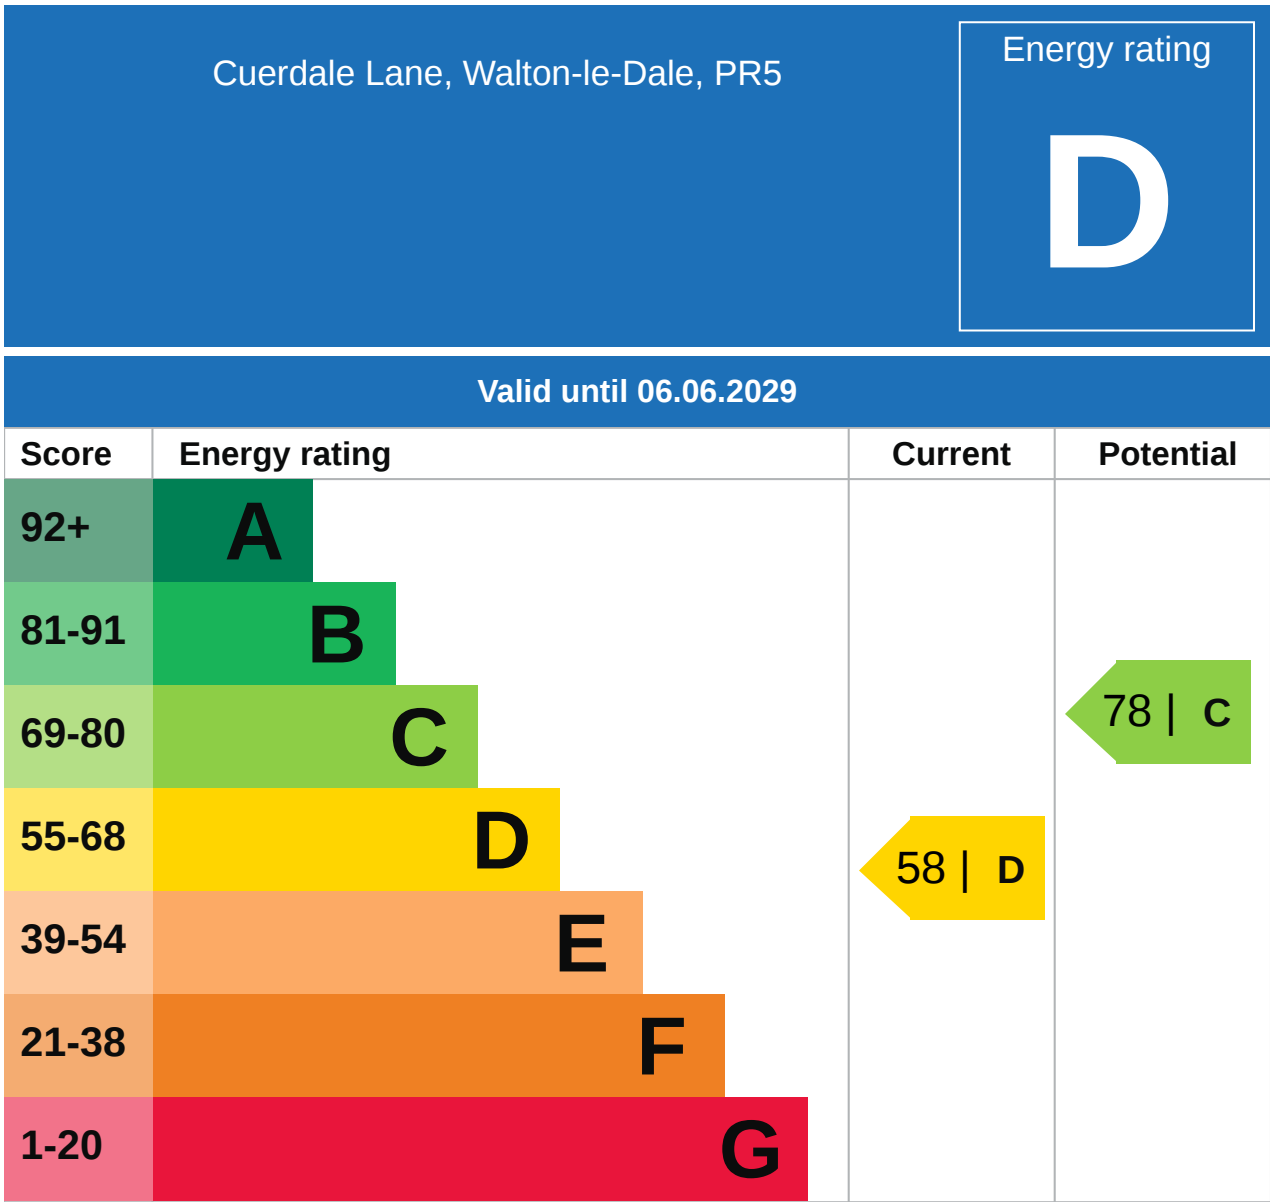 Cuerdale Lane, Walton-le-Dale, PR5
Energy rating
D
Valid until 06.06.2029
Score Energy rating Current Potential
92+ A
81-91 B
69-80 C
78 | C
55-68 D
58 | D
39-54 E
21-38 F
1-20 G